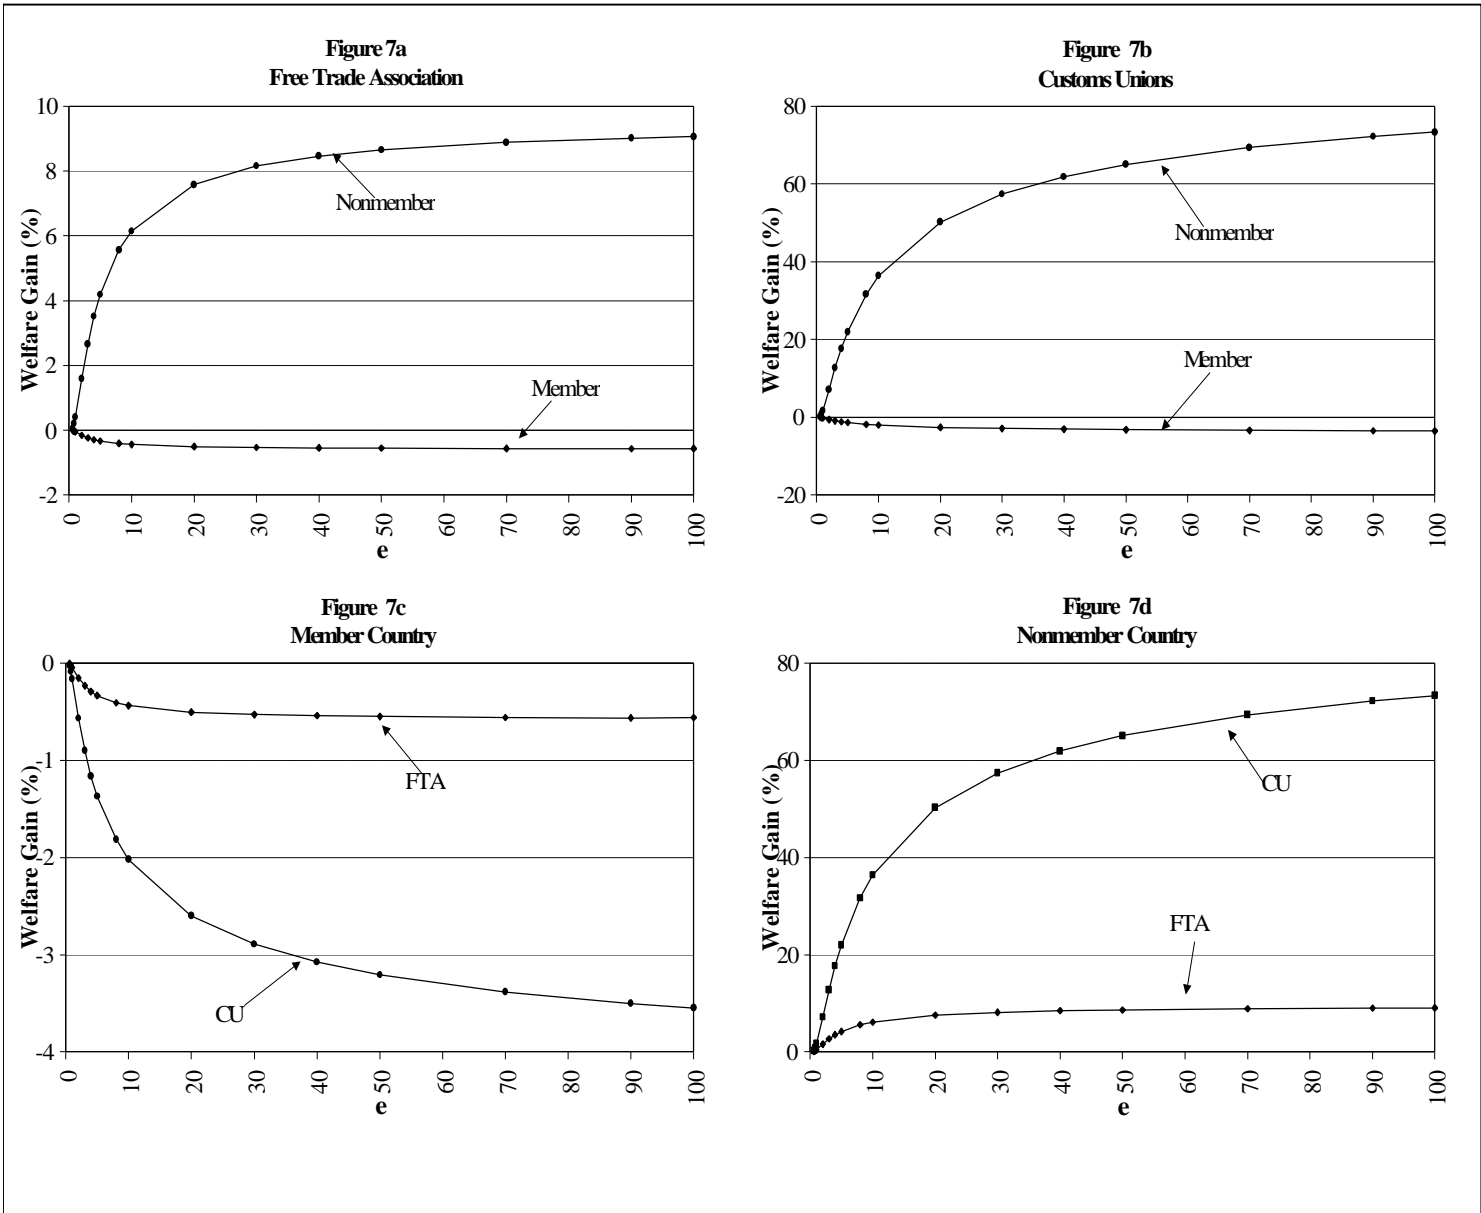 Figure 7a
Free Trade Association
10
8
6
4
2
0
-2
Welfare Gain (%)
Nonmember
Member
0
10
20
30
40
50
60
70
80
90
100
e
Figure 7b
Customs Unions
80
60
40
20
0
-20
Welfare Gain (%)
Nonmember
Member
0
10
20
30
40
50
60
70
80
90
100
e
Figure 7c
Member Country
0
-1
-2
-3
-4
Welfare Gain (%)
FTA
CU
0
10
20
30
40
50
60
70
80
90
100
e
Figure 7d
Nonmember Country
80
60
40
20
0
Welfare Gain (%)
CU
FTA
0
10
20
30
40
50
60
70
80
90
100
e